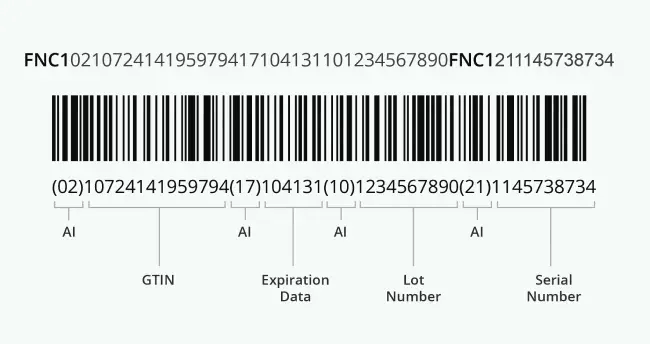 FNC1021072414195979417104131101234567890FNC1211145738734
(02)10724141959794(17)104131(10)1234567890(21)1145738734
AI AI AI AI
GTIN Expiration Data Lot Number Serial Number